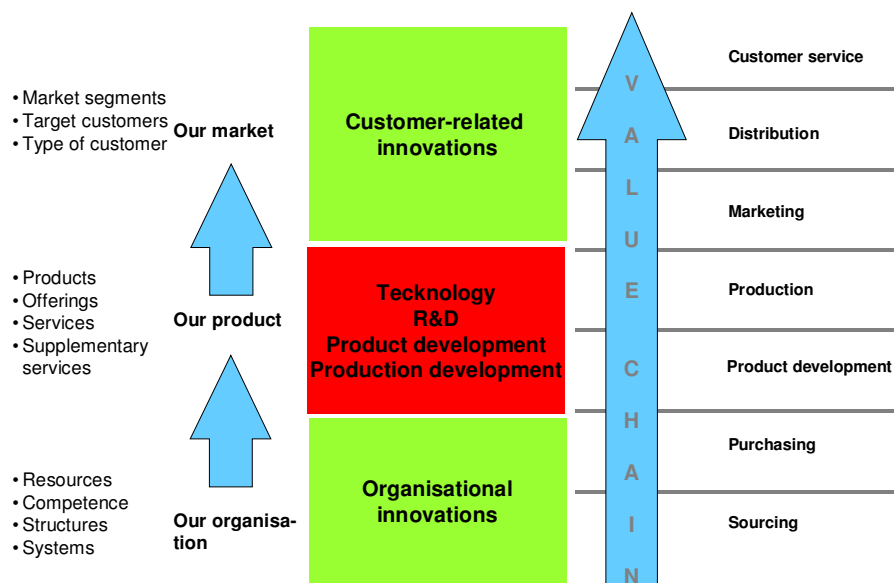 • Market segments
• Target customers
• Type of customer
Our market
Customer-related
innovations
• Products
• Offerings
• Services
• Supplementary
services
Our product
Tecknology
R&D
Product development
Production development
• Resources
• Competence
• Structures
• Systems
Our organisa-
tion
Organisational
innovations
V
A
L
U
E
C
H
A
I
N
Customer service
Distribution
Marketing
Production
Product development
Purchasing
Sourcing